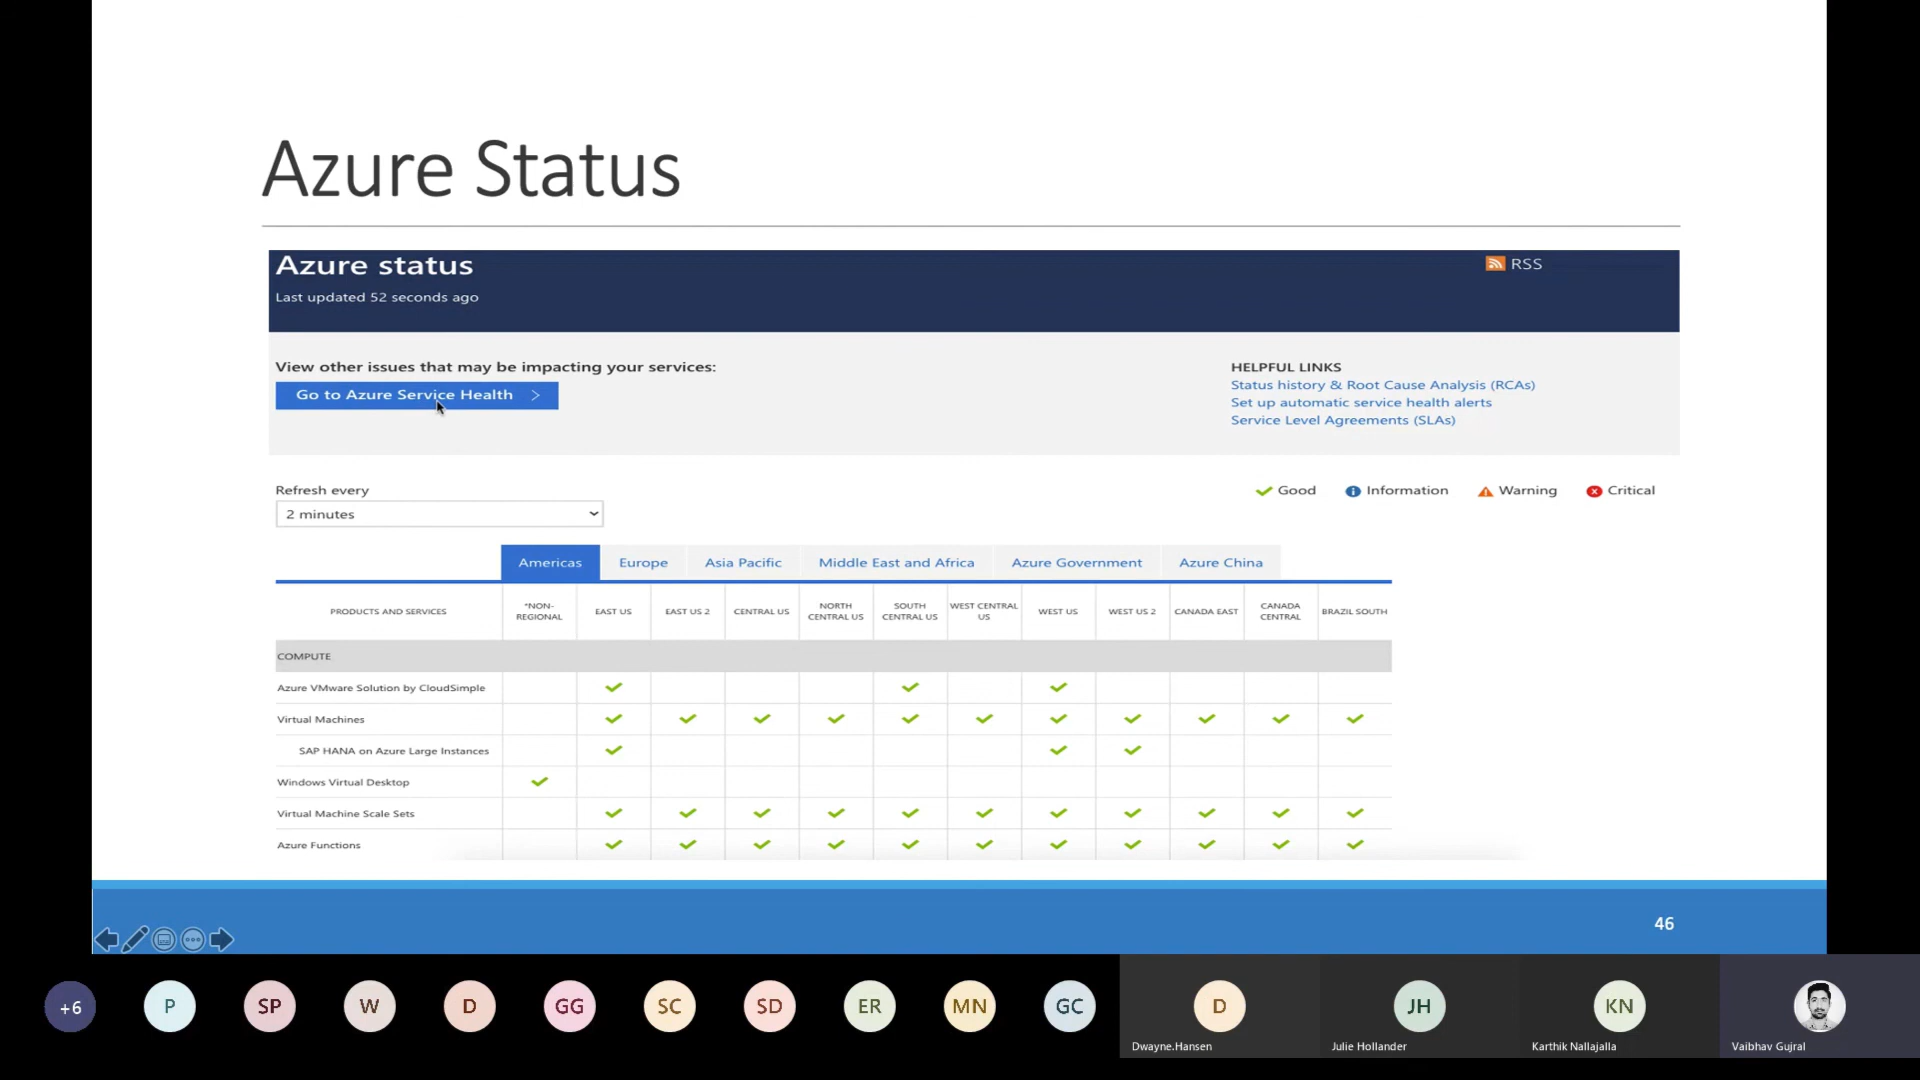 Azure Status
Azure status
RSS
Last updated 52 seconds ago
View other issues that may be impacting your services:
Go to Azure Service Health >
HELPFUL LINKS
Status history & Root Cause Analysis (RCAs)
Set up automatic service health alerts
Service Level Agreements (SLAs)
Refresh every
2 minutes
Good Information Warning Critical
Americas Europe Asia Pacific Middle East and Africa Azure Government Azure China
PRODUCTS AND SERVICES *NON-REGIONAL EAST US EAST US 2 CENTRAL US NORTH CENTRAL US SOUTH CENTRAL US WEST CENTRAL US WEST US WEST US 2 CANADA EAST CANADA CENTRAL BRAZIL SOUTH
COMPUTE
Azure VMware Solution by CloudSimple
Virtual Machines
SAP HANA on Azure Large Instances
Windows Virtual Desktop
Virtual Machine Scale Sets
Azure Functions
46
+6 P SP W D GG SC SD ER MN GC D JH KN
Dwayne.Hansen Julie Hollander Karthik Nallajalla Vaibhav Gujral